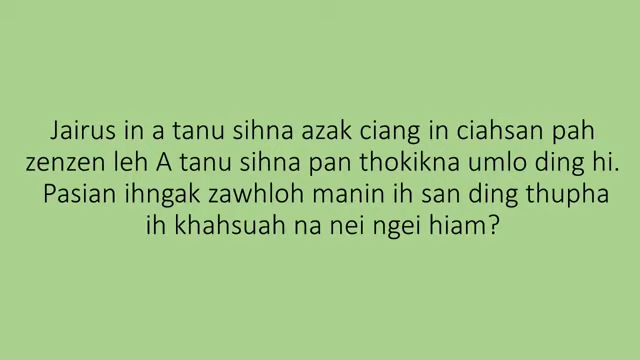 Jairus in a tanu sihna azak ciang in ciahsan pah
zenzen leh A tanu sihna pan thokikna umlo ding hi.
Pasian ihngak zawhloh manin ih san ding thupha
ih khahsuah na nei ngei hiam?